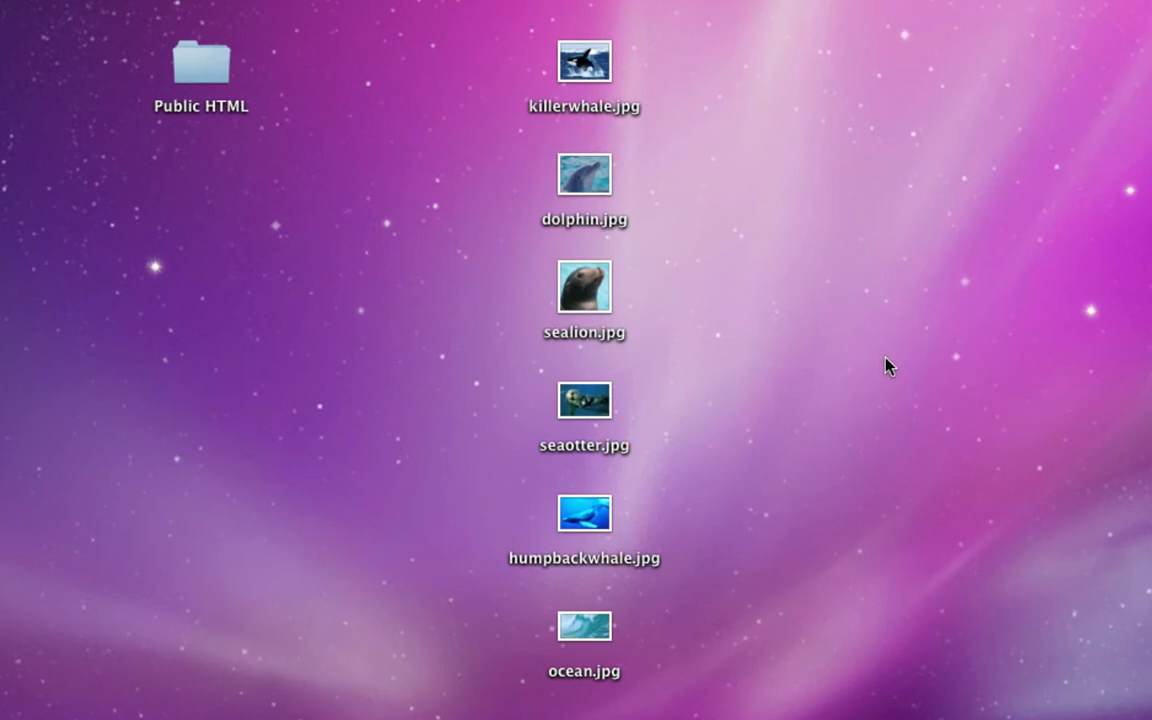 Public HTML
killerwhale.jpg
dolphin.jpg
sealion.jpg
seaotter.jpg
humpbackwhale.jpg
ocean.jpg